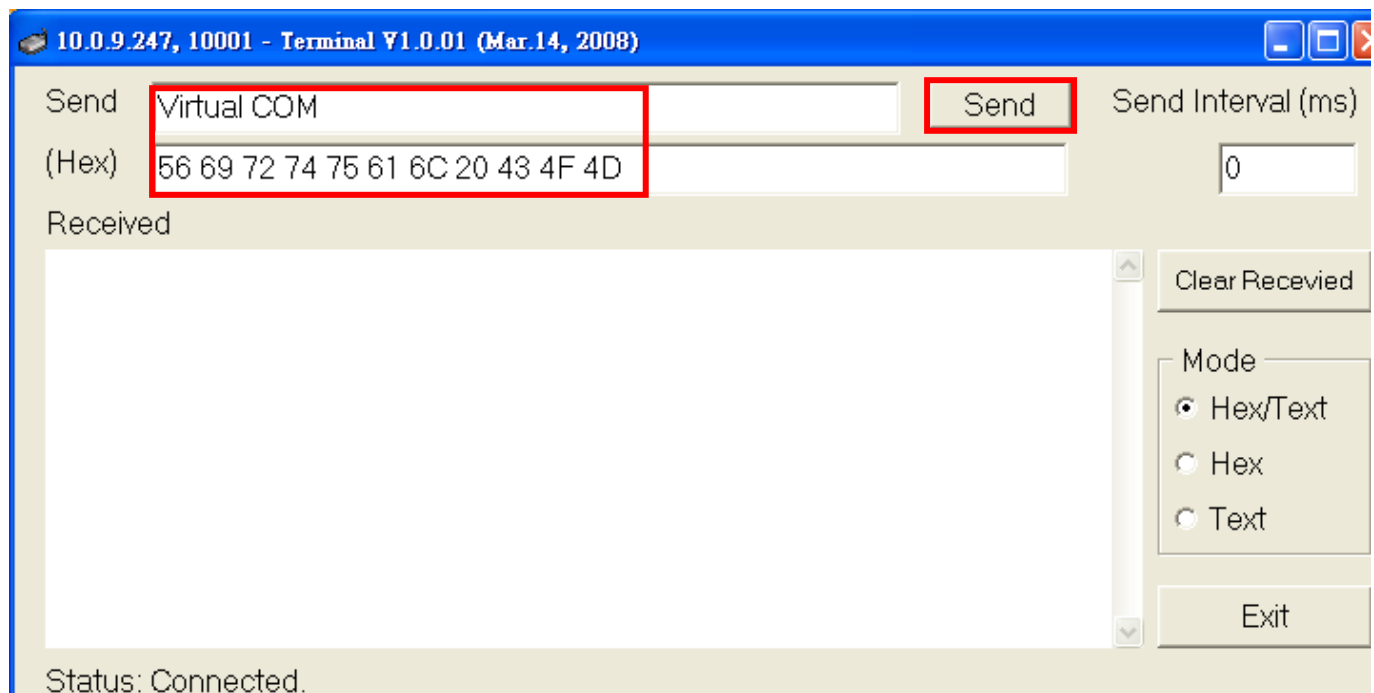 10.0.9.247, 10001 - Terminal V1.0.01 (Mar.14, 2008)
Send Virtual COM Send Send Interval (ms)
(Hex) 56 69 72 74 75 61 6C 20 43 4F 4D 0
Received
Clear Recevied
Mode
Hex/Text
Hex
Text
Exit
Status: Connected.